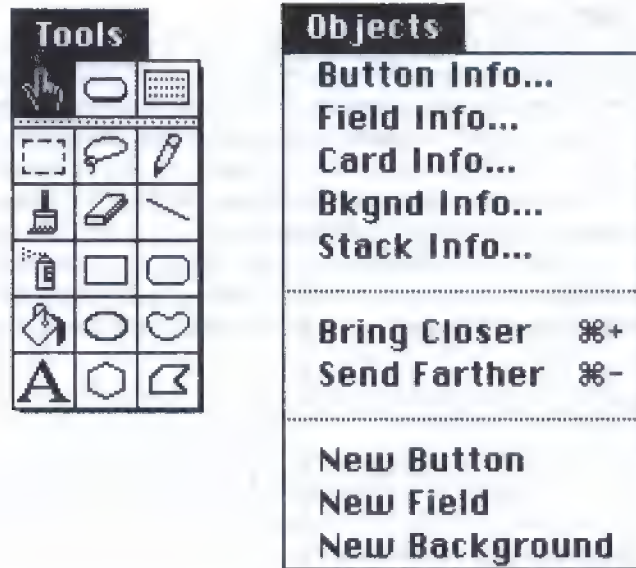 Tools
Objects
Button Info...
Field Info...
Card Info...
Bkgnd Info...
Stack Info...
Bring Closer ⌘+
Send Farther ⌘-
New Button
New Field
New Background